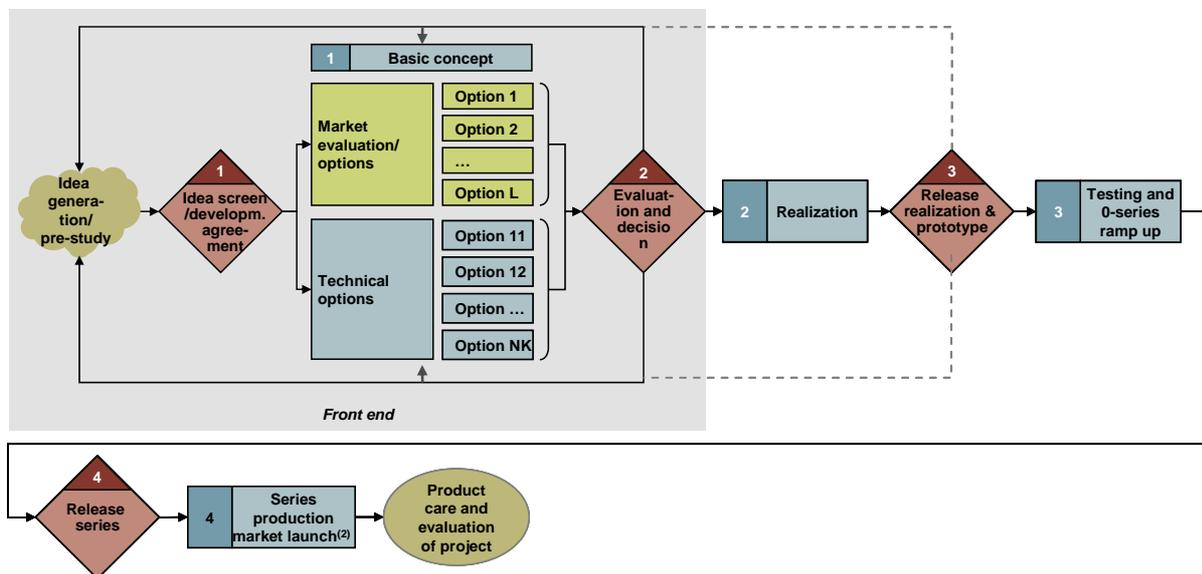 1
Basic concept
Market
evaluation/
options
Option 1
Option 2
…
Option L
Idea
genera-
tion/
pre-study
1
Idea screen
/developm.
agree-
ment
Technical
options
Option 11
Option 12
Option …
Option NK
2
Evaluat-
ion and
decisio
n
2
Realization
3
Release
realization &
prototype
3
Testing and
0-series
ramp up
Front end
4
Release
series
4
Series
production
market launch(2)
Product
care and
evaluation
of project